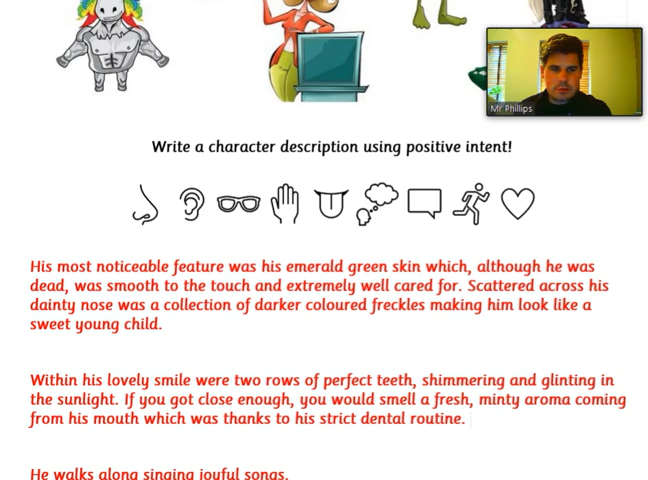 Mr Phillips
Write a character description using positive intent!
His most noticeable feature was his emerald green skin which, although he was
dead, was smooth to the touch and extremely well cared for. Scattered across his
dainty nose was a collection of darker coloured freckles making him look like a
sweet young child.
Within his lovely smile were two rows of perfect teeth, shimmering and glinting in
the sunlight. If you got close enough, you would smell a fresh, minty aroma coming
from his mouth which was thanks to his strict dental routine.
He walks along singing joyful songs.